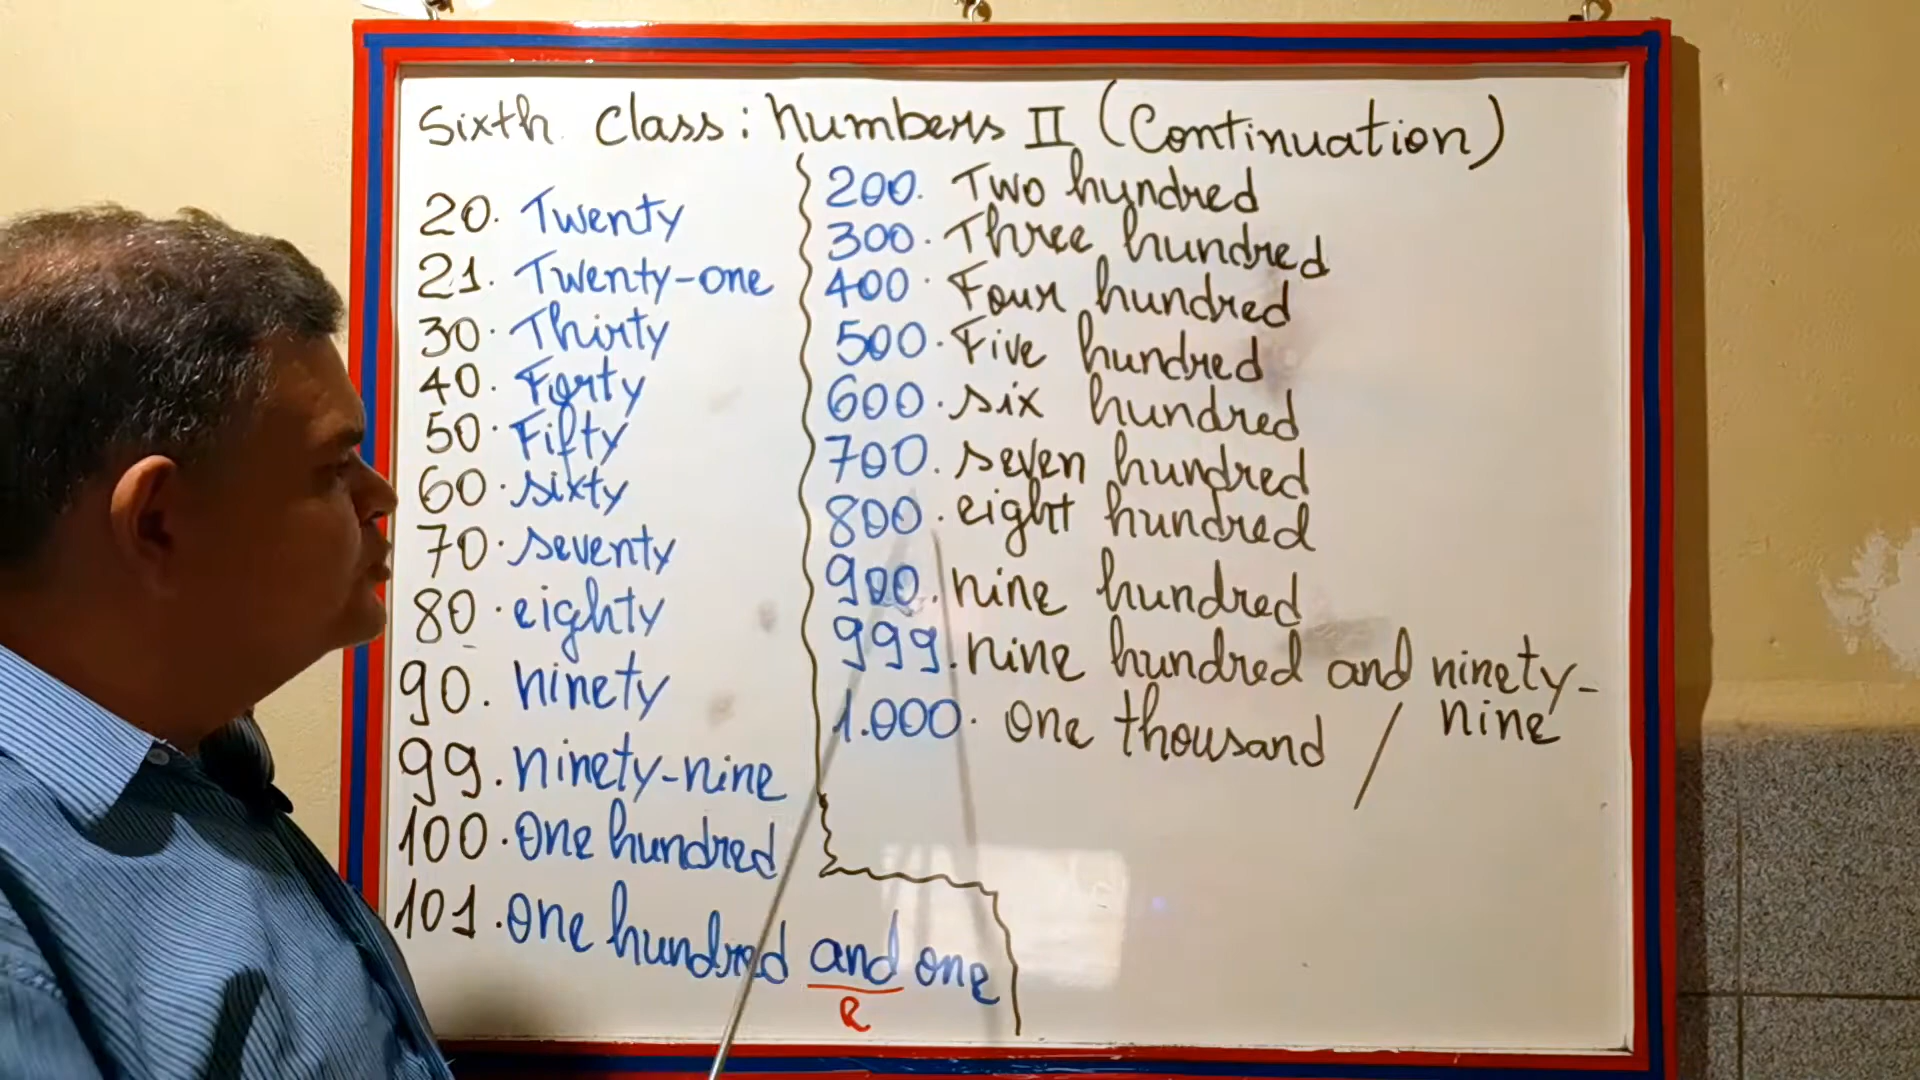 Sixth Class: Numbers II (Continuation)
20. Twenty
21. Twenty-one
30. Thirty
40. Forty
50. Fifty
60. sixty
70. seventy
80. eighty
90. ninety
99. ninety-nine
100. One hundred
101. One hundred and one
e
200. Two hundred
300. Three hundred
400. Four hundred
500. Five hundred
600. six hundred
700. seven hundred
800. eight hundred
900. nine hundred
999. nine hundred and ninety-
nine
1.000. one thousand /